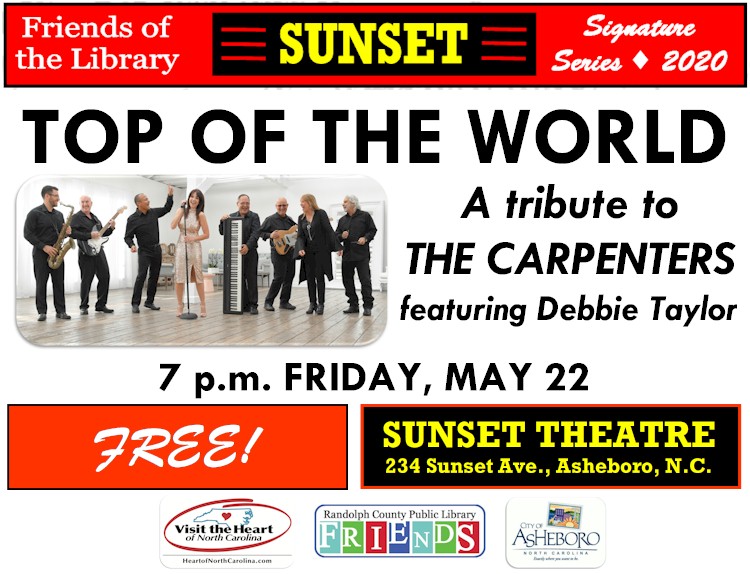 Friends of
the Library
SUNSET
Signature
Series ♦ 2020
TOP OF THE WORLD
A tribute to
THE CARPENTERS
featuring Debbie Taylor
7 p.m. FRIDAY, MAY 22
FREE!
SUNSET THEATRE
234 Sunset Ave., Asheboro, N.C.
Visit the Heart
of North Carolina
HeartofNorthCarolina.com
Randolph County Public Library
FRIENDS
CITY OF
ASHEBORO
NORTH CAROLINA